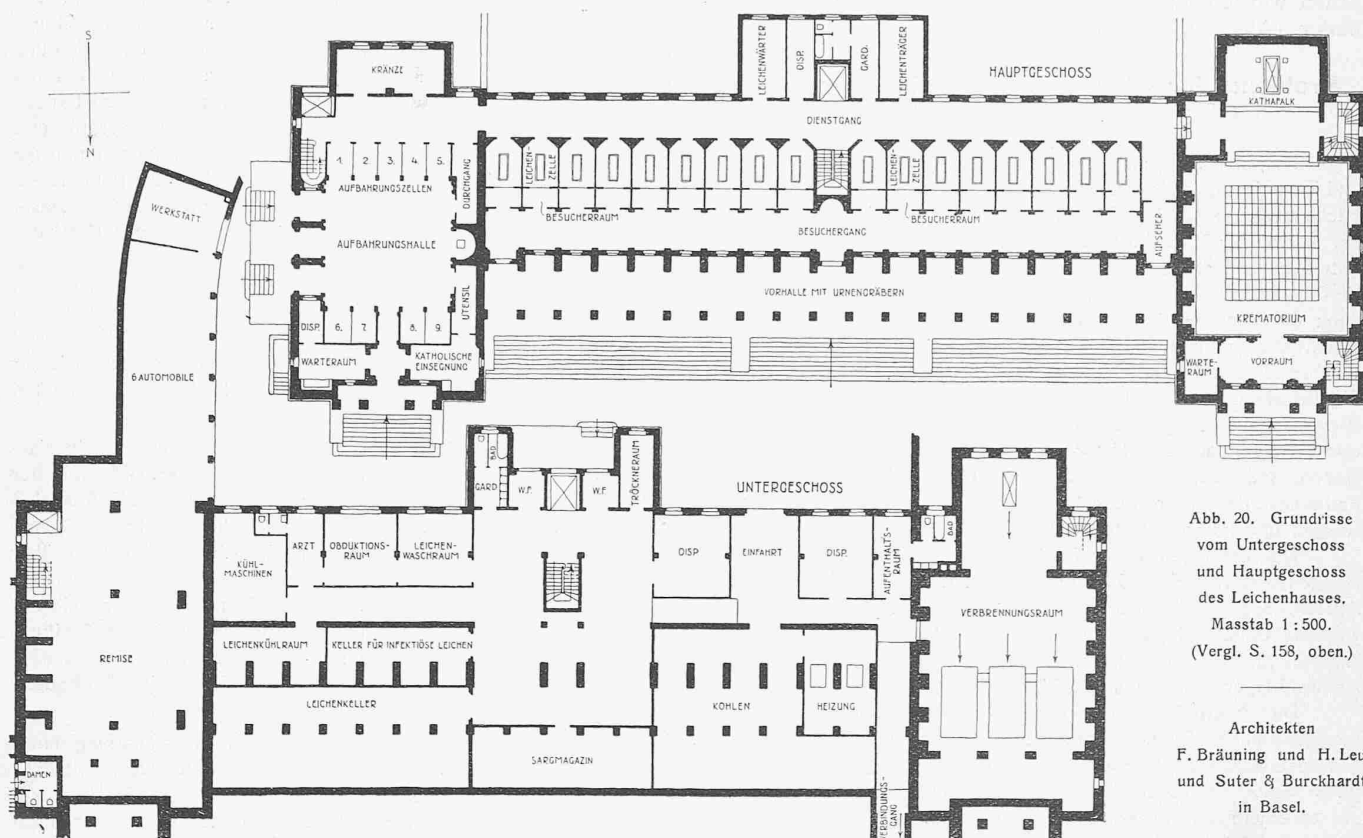 S
N
HAUPTGESCHOSS
KRÄNZE
LEICHENWÄRTER
DISP.
GARD.
LEICHENTRÄGER
KATHAFALK
DIENSTGANG
1. 2. 3. 4. 5.
AUFBAHRUNGSZELLEN
DURCHGANG
LEICHEN-
ZELLE
LEICHEN-
ZELLE
BESUCHERRAUM
BESUCHERRAUM
BESUCHERGANG
AUFSEHER
AUFBAHRUNGSHALLE
WERKSTATT
6 AUTOMOBILE
VORHALLE MIT URNENGRÄBERN
KREMATORIUM
UTENSIL
DISP. 6. 7. 8. 9.
WARTERAUM
KATHOLISCHE
EINSEGNUNG
WARTE-
RAUM
VORRAUM
UNTERGESCHOSS
BAD
GARD.
W.F.
W.F.
TRÖCKNERAUM
KÜHL-
MASCHINEN
ARZT
OBDUKTIONS-
RAUM
LEICHEN-
WASCHRAUM
DISP.
EINFAHRT
DISP.
AUFENTHALTS-
RAUM
BAD
VERBRENNUNGSRAUM
REMISE
LEICHENKÜHLRAUM
KELLER FÜR INFEKTIÖSE LEICHEN
LEICHENKELLER
KOHLEN
HEIZUNG
SARGMAGAZIN
DAMEN
VERBINDUNGS-
GANG
Abb. 20. Grundrisse
vom Untergeschoss
und Hauptgeschoss
des Leichenhauses.
Masstab 1 : 500.
(Vergl. S. 158, oben.)
Architekten
F. Bräuning und H. Leu
und Suter & Burckhardt
in Basel.